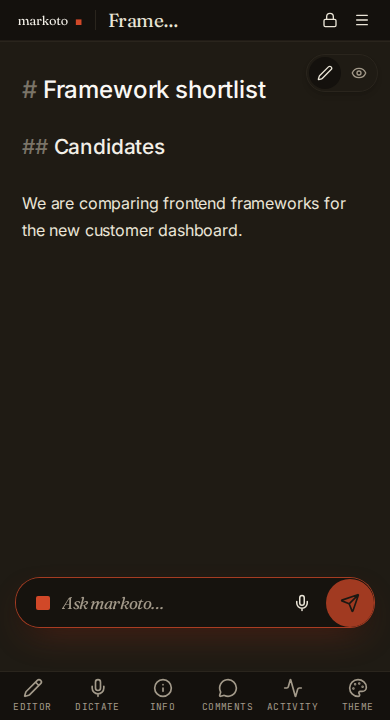 markoto
Frame...
# Framework shortlist
## Candidates
We are comparing frontend frameworks for
the new customer dashboard.
Ask markoto...
EDITOR DICTATE INFO COMMENTS ACTIVITY THEME